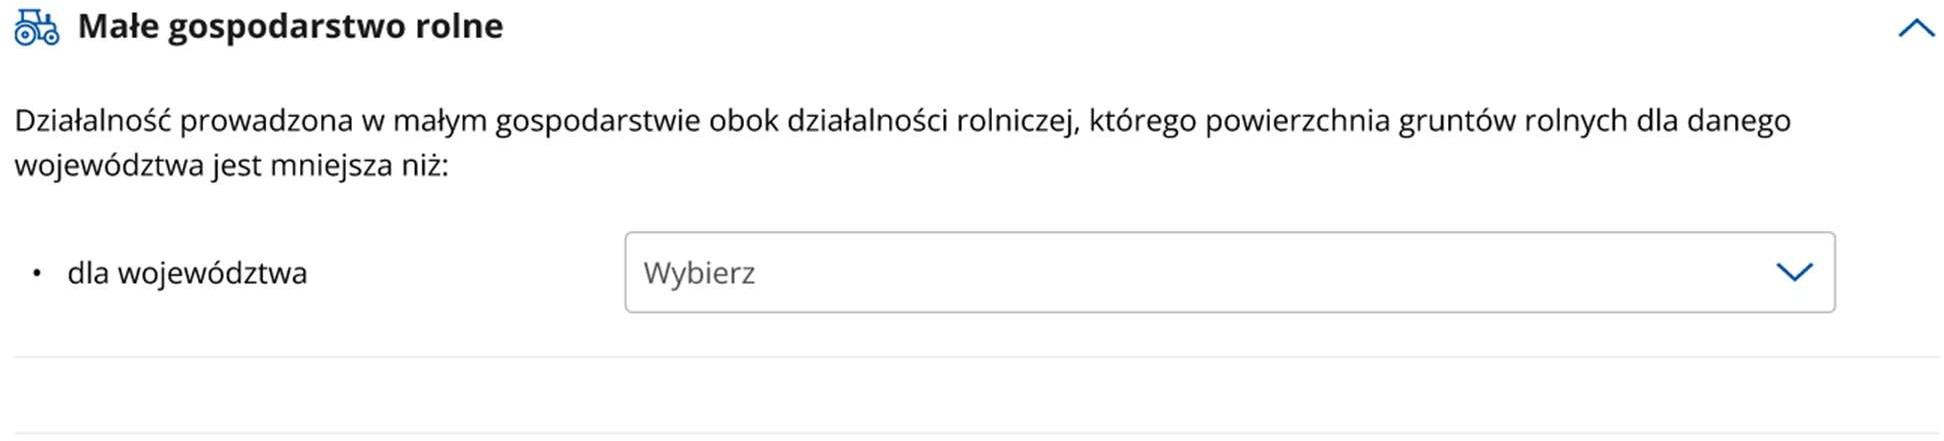 Małe gospodarstwo rolne
Działalność prowadzona w małym gospodarstwie obok działalności rolniczej, którego powierzchnia gruntów rolnych dla danego
województwa jest mniejsza niż:
• dla województwa
Wybierz